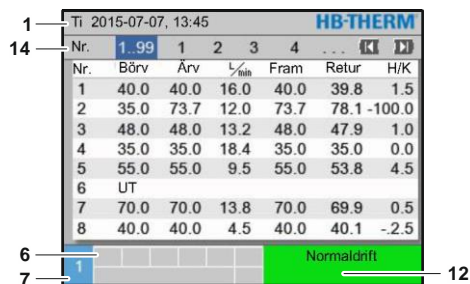 1 Ti 2015-07-07, 13:45 HB-THERM
14 Nr. 1..99 1 2 3 4 ...
Nr. Börv Ärv L/min Fram Retur H/K
1 40.0 40.0 16.0 40.0 39.8 1.5
2 35.0 73.7 12.0 73.7 78.1 -100.0
3 48.0 48.0 13.2 48.0 47.9 1.0
4 35.0 35.0 18.4 35.0 35.0 0.0
5 55.0 55.0 9.5 55.0 53.8 4.5
6 UT
7 70.0 70.0 13.8 70.0 69.9 0.5
8 40.0 40.0 4.5 40.0 40.1 -.2.5
6 Normaldrift
7 1 12